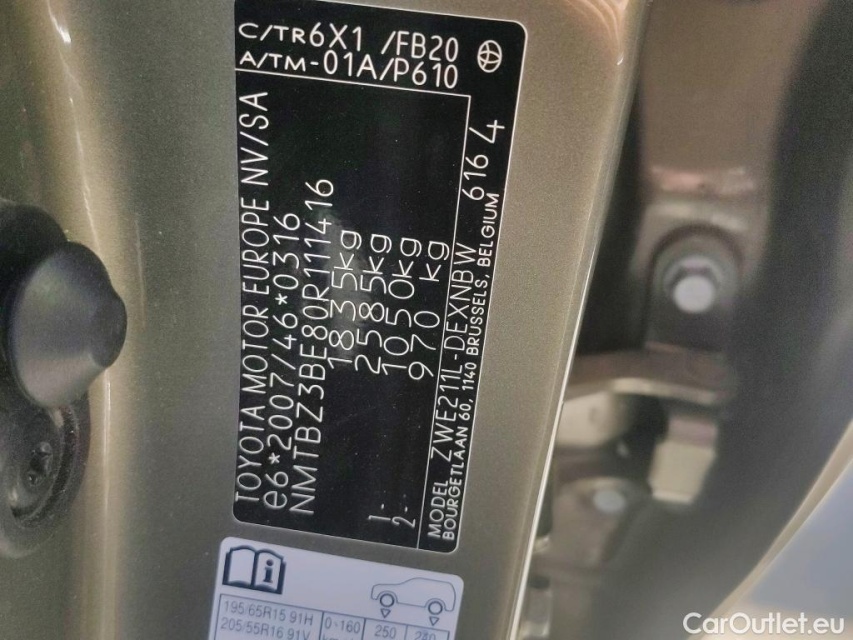 C/TR6X1 /FB20
A/TM-01A/P610
TOYOTA MOTOR EUROPE NV/SA
e6*2007/46*0316
NMTBZ3BE80R111416
1835kg
2585kg
1- 1050kg
2- 970 kg
MODEL ZWE211L-DEXNBW 616 4
BOURGETLAAN 60, 1140 BRUSSELS, BELGIUM
i
195/65R15 91H 0-160 250 240
205/55R16 91V
CarOutlet.eu